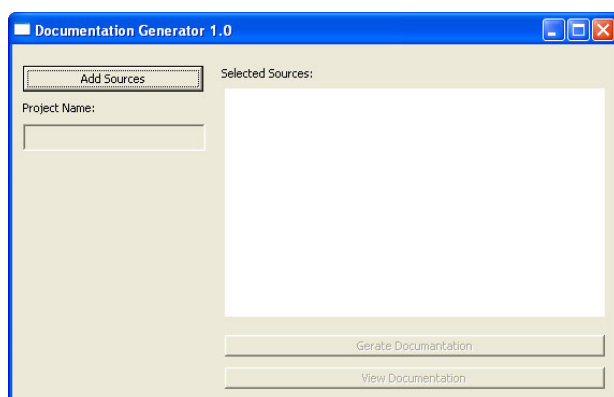 Documentation Generator 1.0
Add Sources
Project Name:
Selected Sources:
Gerate Documantation
View Documentation